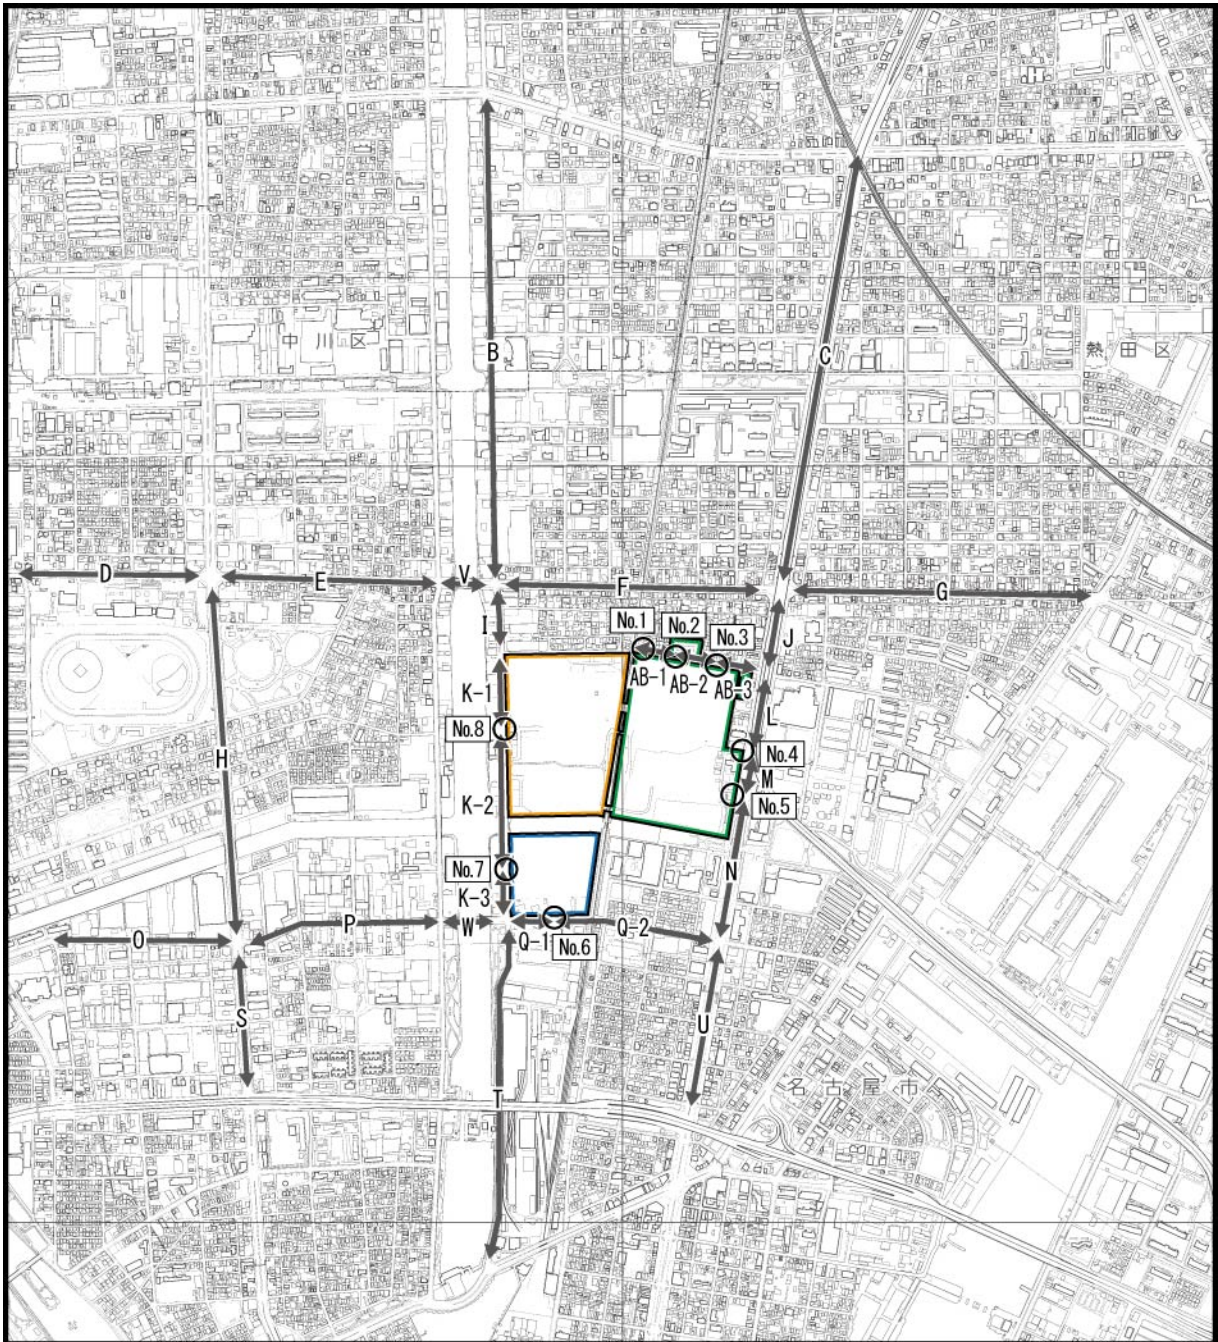 中川区
B
C
熱田区
D
E
V
F
G
I
J
No.1
No.2
No.3
AB-1
AB-2
AB-3
K-1
L
No.8
No.4
H
M
No.5
K-2
No.7
N
K-3
O
P
W
Q-1
No.6
Q-2
S
U
T
名古屋市